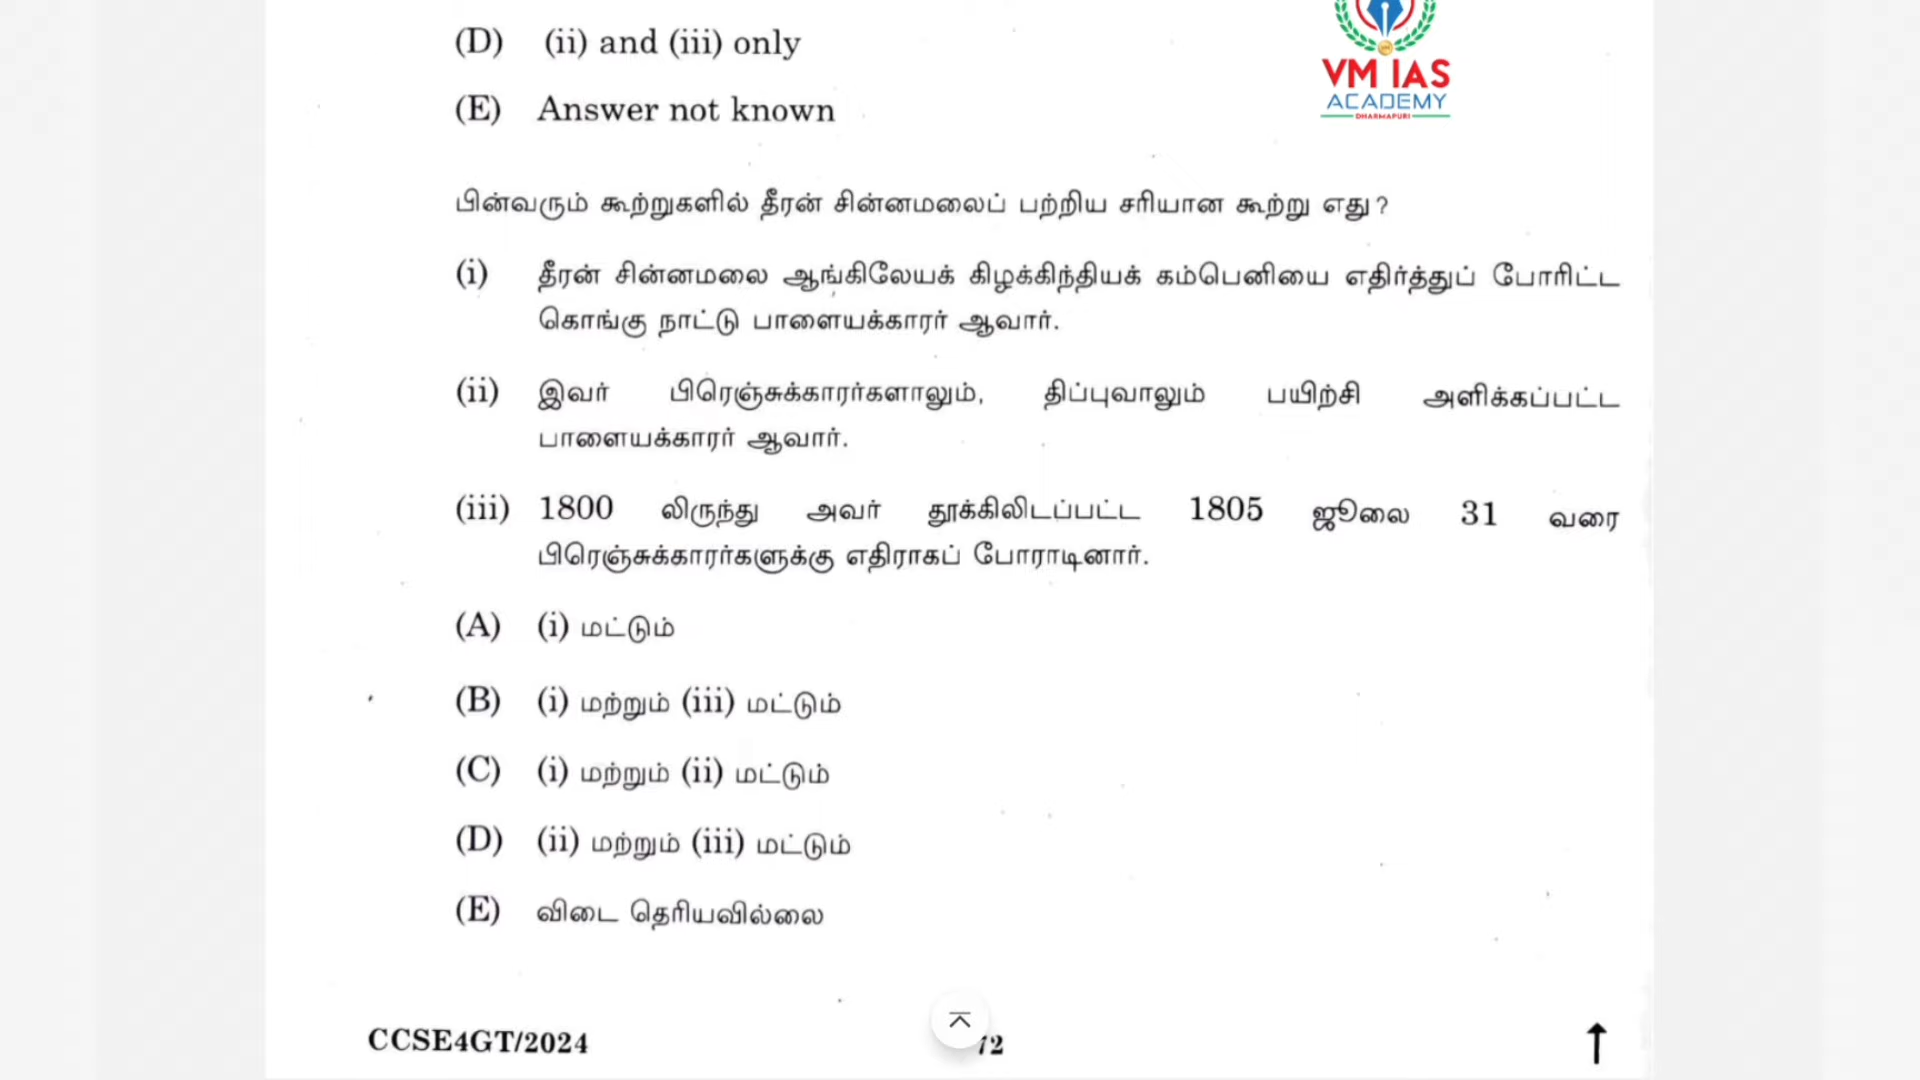 (D) (ii) and (iii) only
VM IAS
ACADEMY
DHARMAPURI
(E) Answer not known
பின்வரும் கூற்றுகளில் தீரன் சின்னமலைப் பற்றிய சரியான கூற்று எது?
(i) தீரன் சின்னமலை ஆங்கிலேயக் கிழக்கிந்தியக் கம்பெனியை எதிர்த்துப் போரிட்ட
கொங்கு நாட்டு பாளையக்காரர் ஆவார்.
(ii) இவர் பிரெஞ்சுக்காரர்களாலும், திப்புவாலும் பயிற்சி அளிக்கப்பட்ட
பாளையக்காரர் ஆவார்.
(iii) 1800 லிருந்து அவர் தூக்கிலிடப்பட்ட 1805 ஜூலை 31 வரை
பிரெஞ்சுக்காரர்களுக்கு எதிராகப் போராடினார்.
(A) (i) மட்டும்
(B) (i) மற்றும் (iii) மட்டும்
(C) (i) மற்றும் (ii) மட்டும்
(D) (ii) மற்றும் (iii) மட்டும்
(E) விடை தெரியவில்லை
CCSE4GT/2024 72